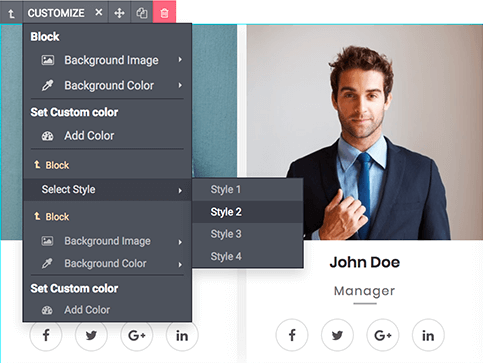 CUSTOMIZE
Block
Background Image
Background Color
Set Custom color
Add Color
Block
Select Style
Style 1
Style 2
Style 3
Style 4
Block
Background Image
Background Color
Set Custom color
Add Color
John Doe
Manager
f
G+
in
f
G+
in